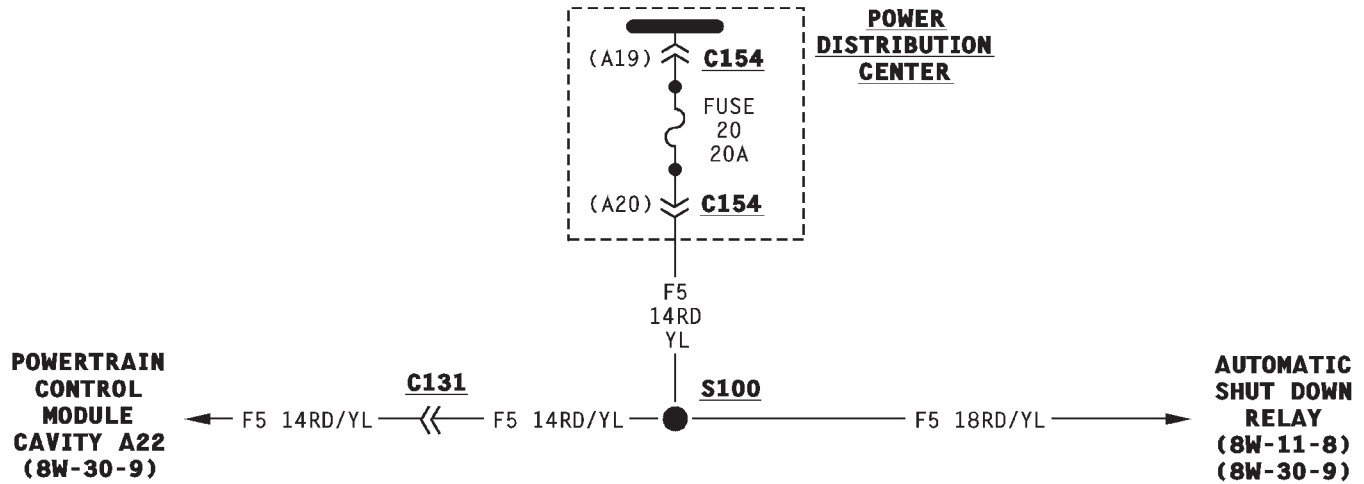 POWER
DISTRIBUTION
CENTER
(A19) C154
FUSE
20
20A
(A20) C154
F5
14RD
YL
POWERTRAIN
CONTROL
MODULE
CAVITY A22
(8W-30-9)
F5 14RD/YL
C131
F5 14RD/YL
S100
F5 18RD/YL
AUTOMATIC
SHUT DOWN
RELAY
(8W-11-8)
(8W-30-9)